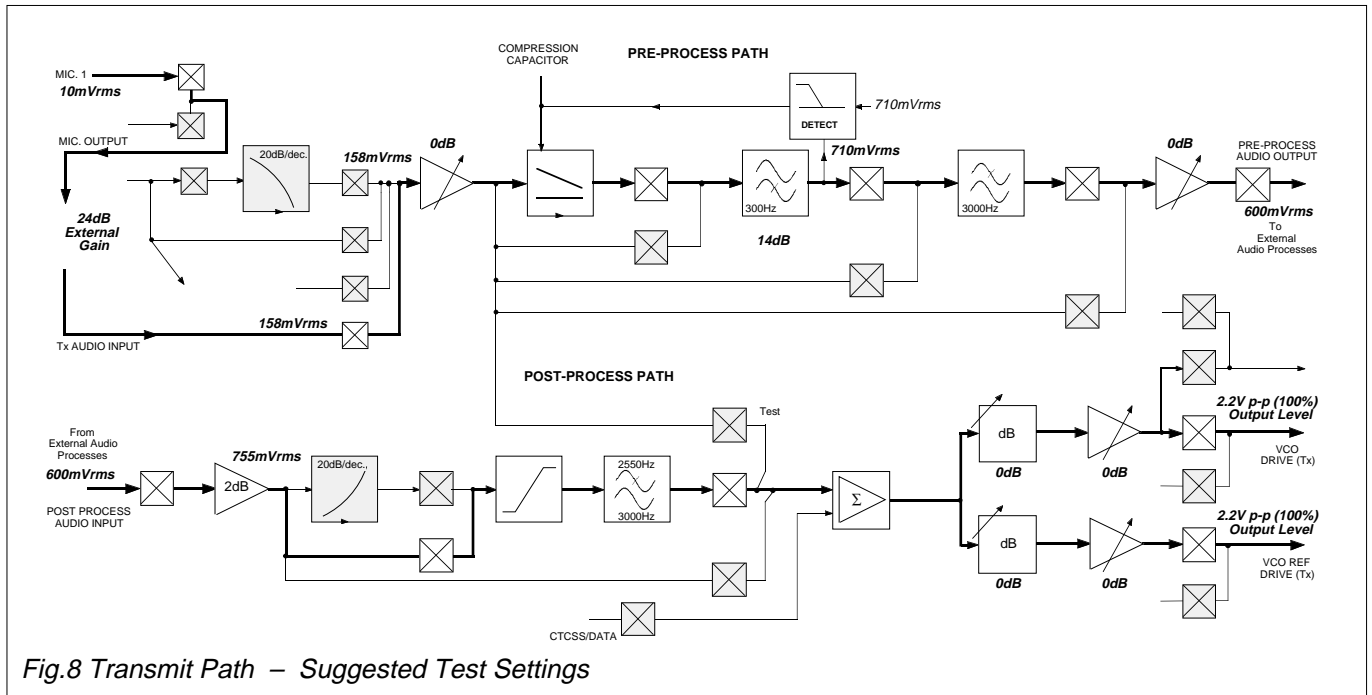 COMPRESSION
CAPACITOR
PRE-PROCESS PATH
MIC. 1
10mVrms
MIC. OUTPUT
20dB/dec.
158mVrms
24dB
External
Gain
158mVrms
Tx AUDIO INPUT
0dB
DETECT
710mVrms
710mVrms
300Hz
14dB
3000Hz
0dB
PRE-PROCESS
AUDIO OUTPUT
600mVrms
To
External
Audio Processes
POST-PROCESS PATH
From
External Audio
Processes
600mVrms
POST PROCESS
AUDIO INPUT
755mVrms
2dB
20dB/dec.,
2550Hz
3000Hz
Test
CTCSS/DATA
Σ
dB
0dB
0dB
2.2V p-p (100%)
Output Level
VCO
DRIVE (Tx)
dB
0dB
0dB
2.2V p-p (100%)
Output Level
VCO REF
DRIVE (Tx)
Fig.8 Transmit Path – Suggested Test Settings